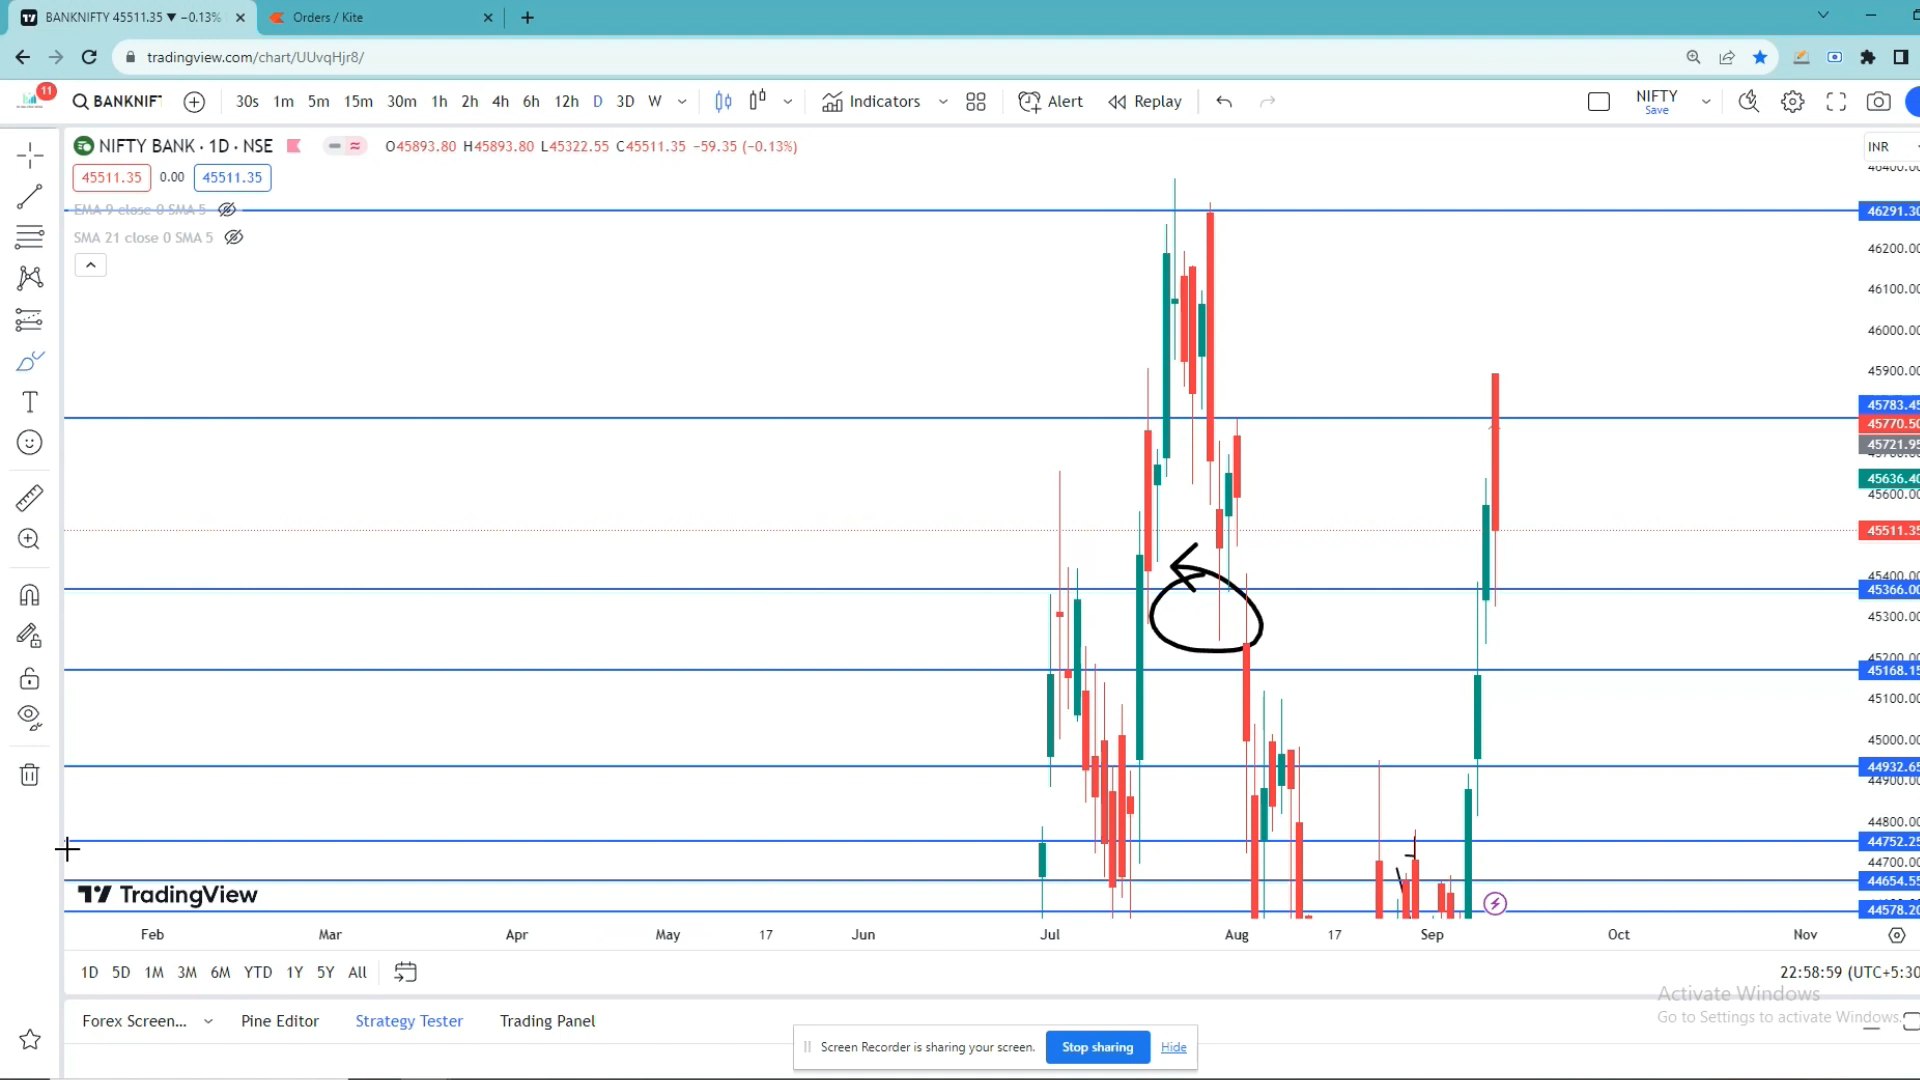 BANKNIFTY 45511.35 ▼ −0.13%
Orders / Kite
tradingview.com/chart/UUvqHjr8/
11
BANKNIF
30s 1m 5m 15m 30m 1h 2h 4h 6h 12h D 3D W
Indicators
Alert
Replay
NIFTY
Save
NIFTY BANK · 1D · NSE
O45893.80 H45893.80 L45322.55 C45511.35 −59.35 (−0.13%)
INR
45511.35 0.00 45511.35
EMA 9 close 0 SMA 5
SMA 21 close 0 SMA 5
46400.00
46291.30
46200.00
46100.00
46000.00
45900.00
45783.45
45770.50
45721.95
45636.40
45600.00
45511.35
45400.00
45366.00
45300.00
45200.00
45168.15
45100.00
45000.00
44932.65
44900.00
44800.00
44752.25
44700.00
44654.55
44578.20
TradingView
Feb Mar Apr May 17 Jun Jul Aug 17 Sep Oct Nov
1D 5D 1M 3M 6M YTD 1Y 5Y All
22:58:59 (UTC+5:30
Activate Windows
Go to Settings to activate Windows.
Forex Screen... Pine Editor Strategy Tester Trading Panel
Screen Recorder is sharing your screen. Stop sharing Hide